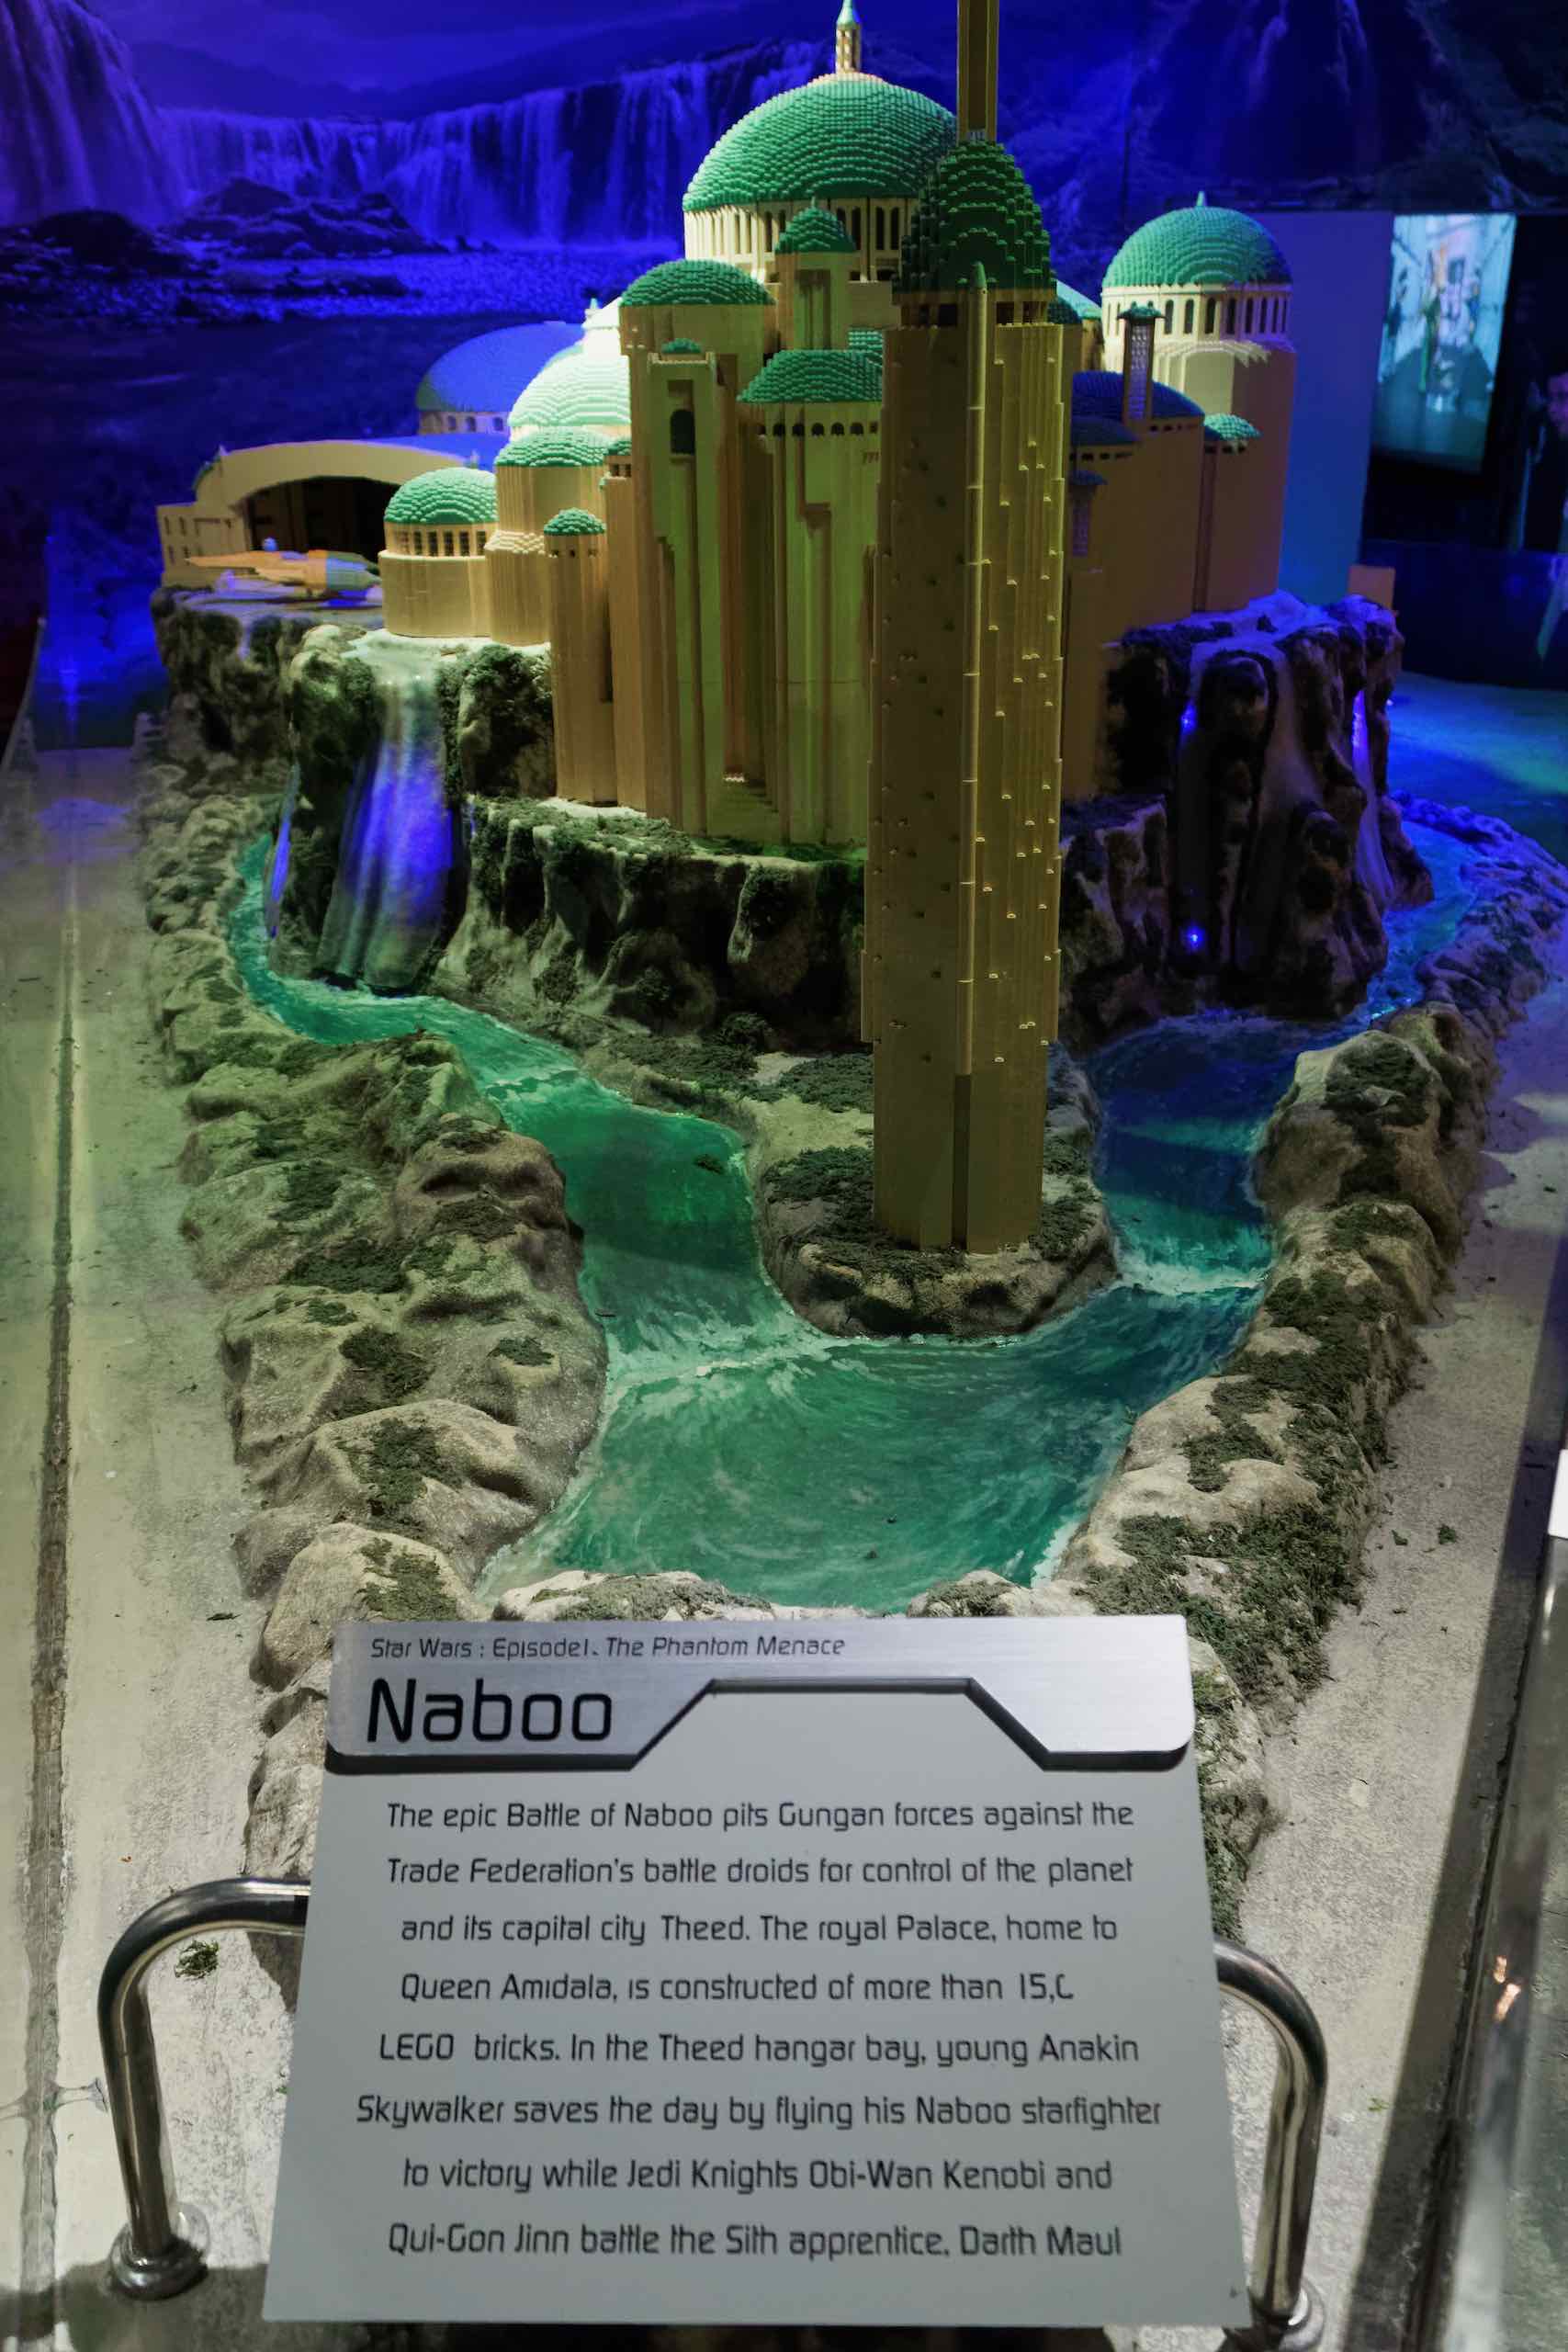 Star Wars : Episode I. The Phantom Menace
Naboo
The epic Battle of Naboo pits Gungan forces against the
Trade Federation's battle droids for control of the planet
and its capital city Theed. The royal Palace, home to
Queen Amidala, is constructed of more than 15,
LEGO bricks. In the Theed hangar bay, young Anakin
Skywalker saves the day by flying his Naboo starfighter
to victory while Jedi Knights Obi-Wan Kenobi and
Qui-Gon Jinn battle the Sith apprentice, Darth Maul